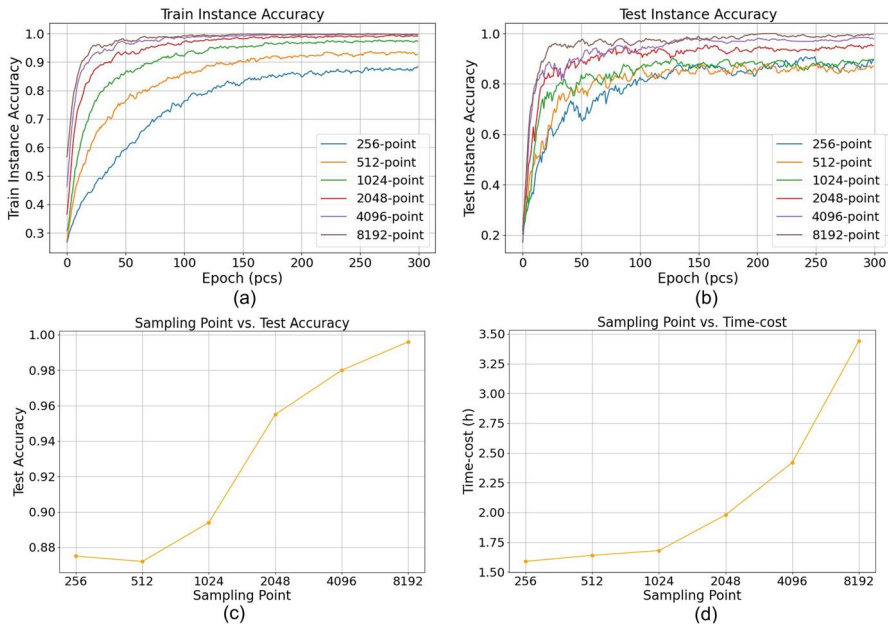 Train Instance Accuracy
Train Instance Accuracy
1.0
0.9
0.8
0.7
0.6
0.5
0.4
0.3
0 50 100 150 200 250 300
Epoch (pcs)
256-point
512-point
1024-point
2048-point
4096-point
8192-point
(a)
Test Instance Accuracy
Test Instance Accuracy
1.0
0.8
0.6
0.4
0.2
0 50 100 150 200 250 300
Epoch (pcs)
256-point
512-point
1024-point
2048-point
4096-point
8192-point
(b)
Sampling Point vs. Test Accuracy
Test Accuracy
1.00
0.98
0.96
0.94
0.92
0.90
0.88
256 512 1024 2048 4096 8192
Sampling Point
(c)
Sampling Point vs. Time-cost
Time-cost (h)
3.50
3.25
3.00
2.75
2.50
2.25
2.00
1.75
1.50
256 512 1024 2048 4096 8192
Sampling Point
(d)